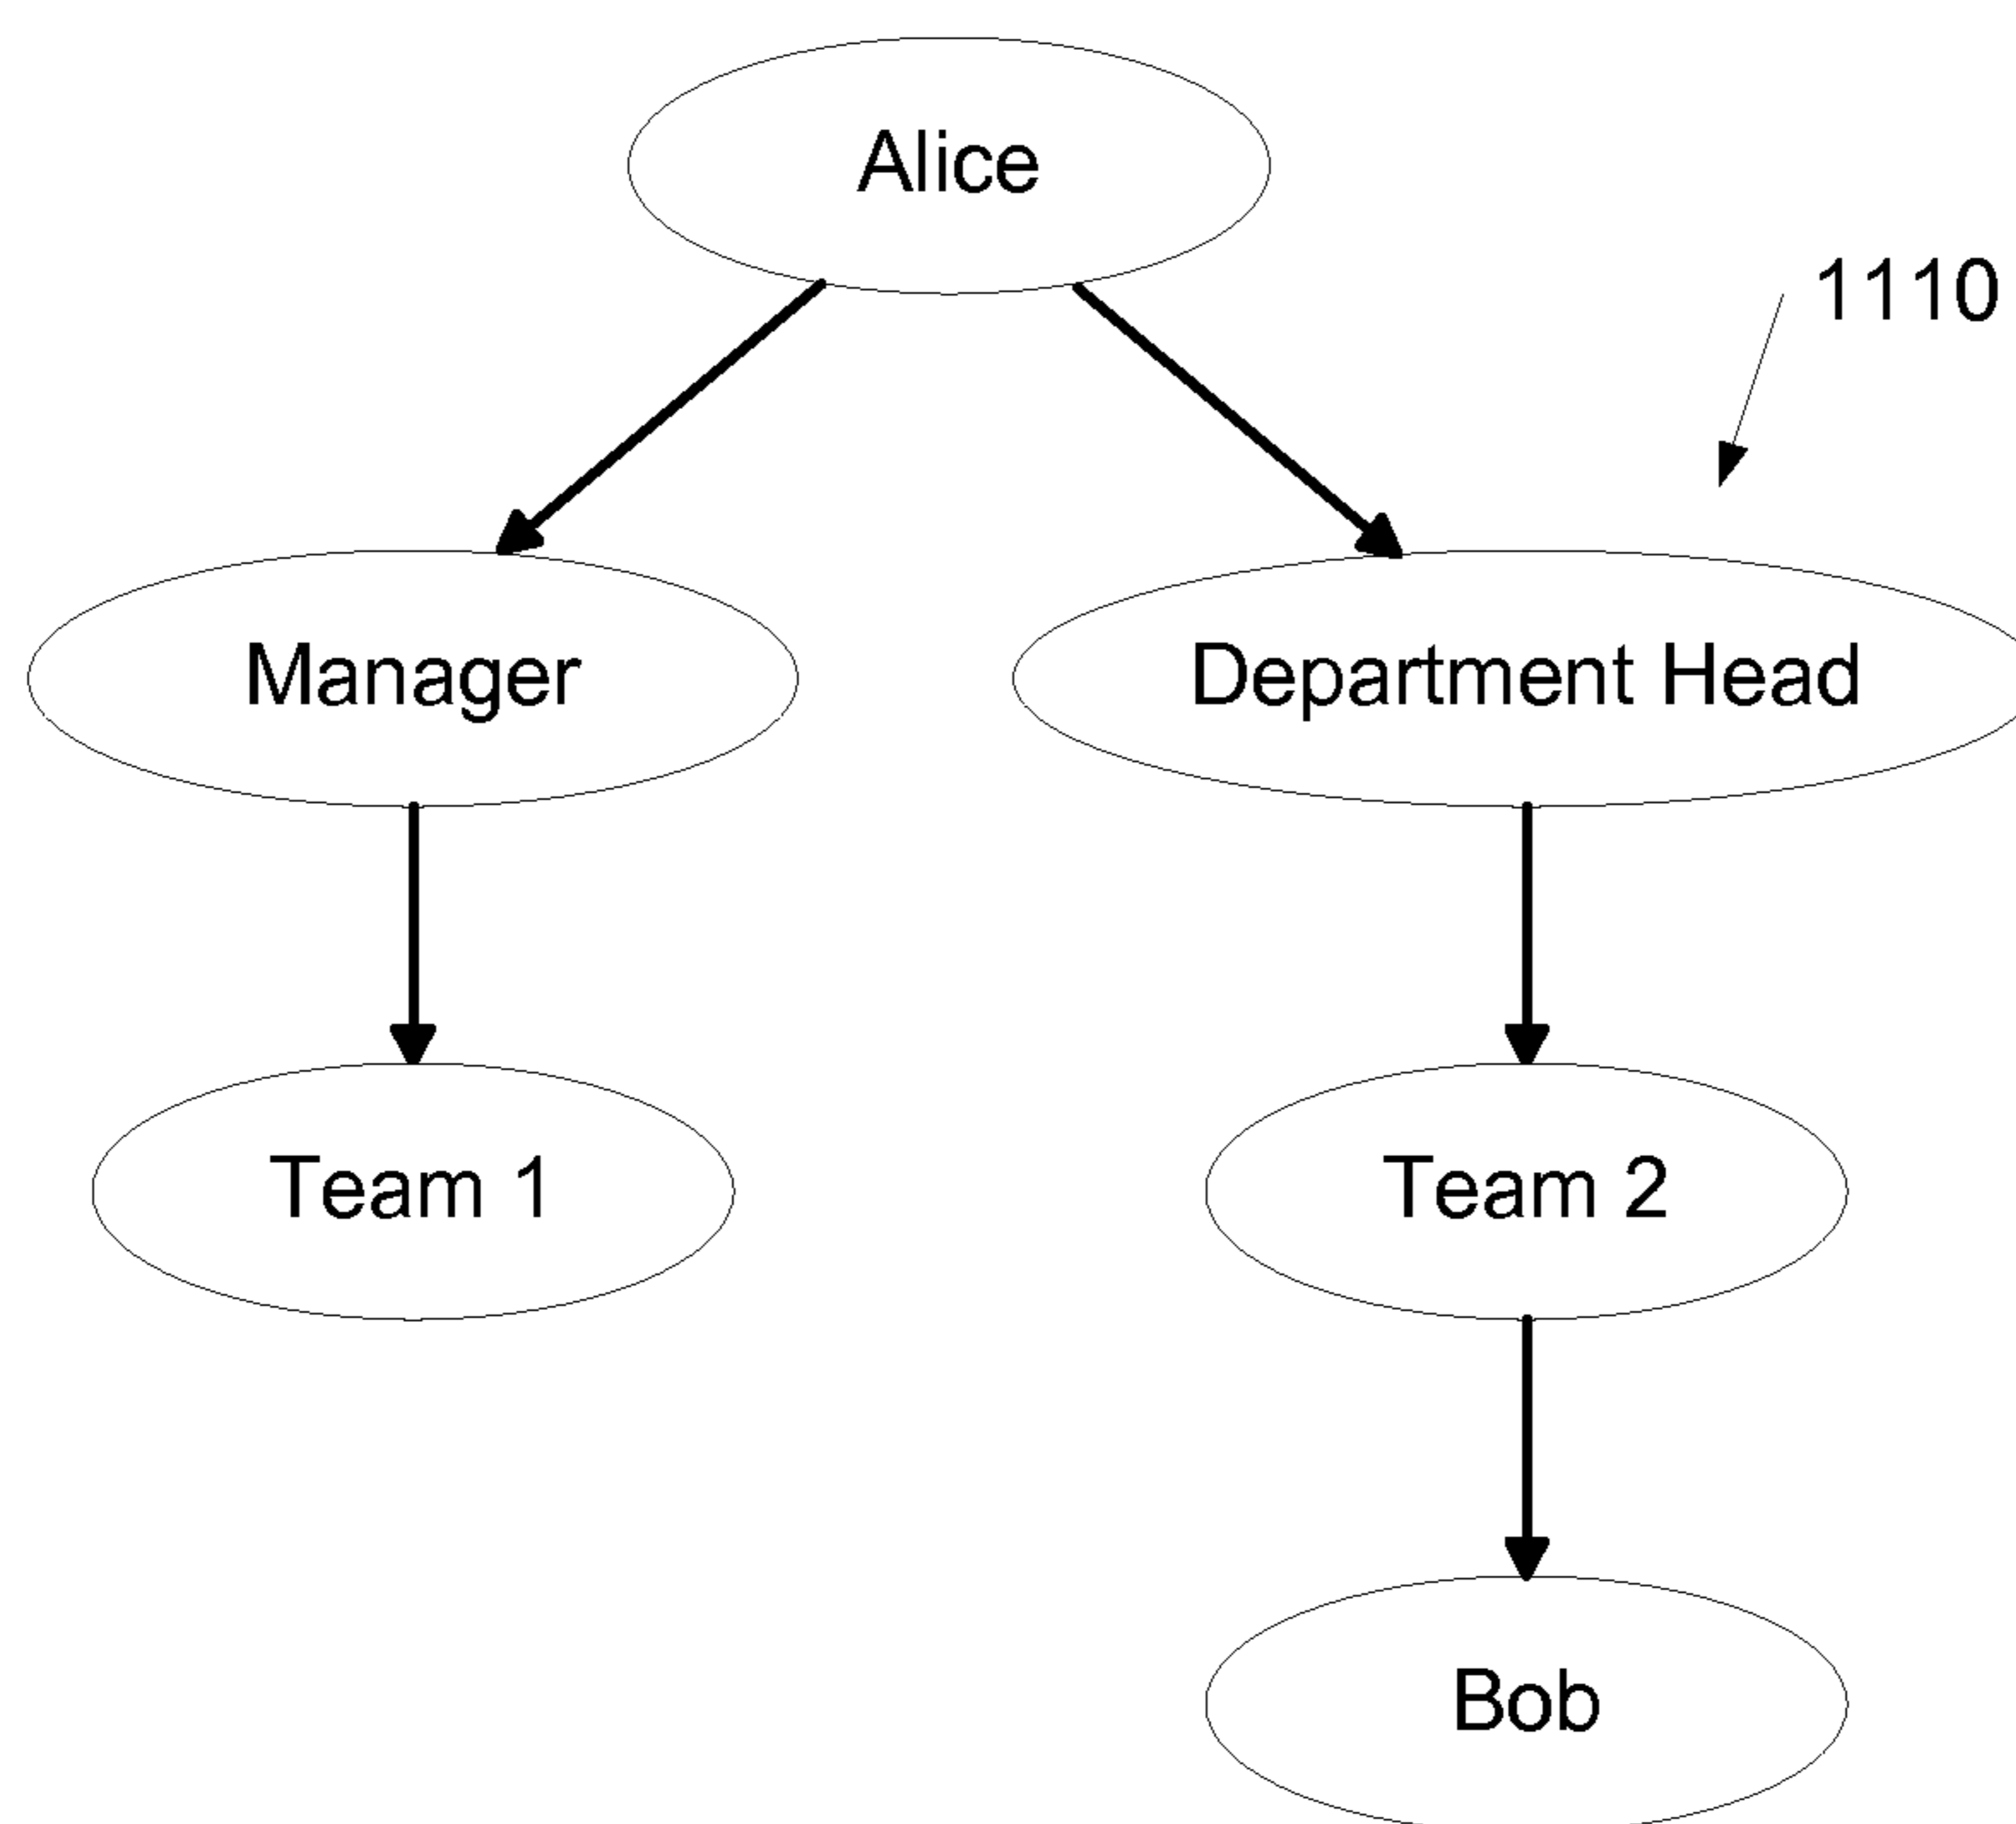 Alice
1110
Manager
Department Head
Team 1
Team 2
Bob